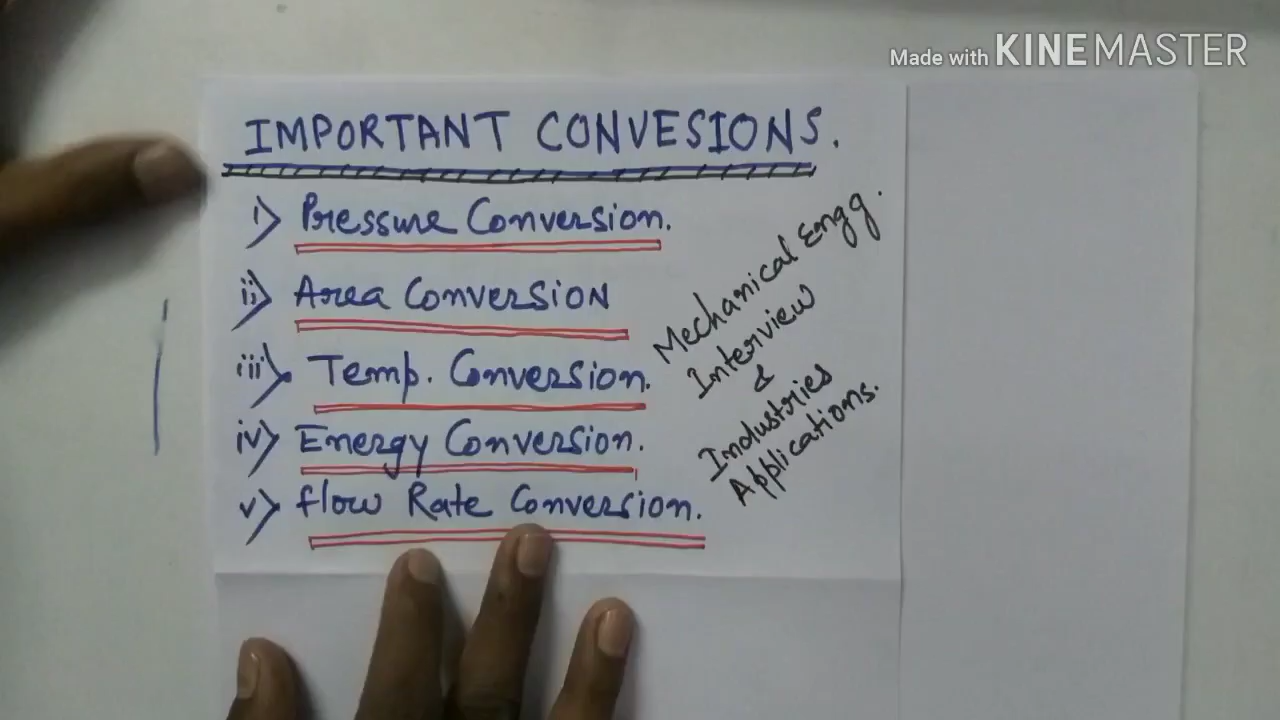 Made with KINEMASTER
IMPORTANT CONVESIONS.
i) Pressure Conversion.
ii) Area Conversion
iii) Temp. Conversion.
iv) Energy Conversion.
v) flow Rate Conversion.
Mechanical Engg.
Interview
&
Industries
Applications.